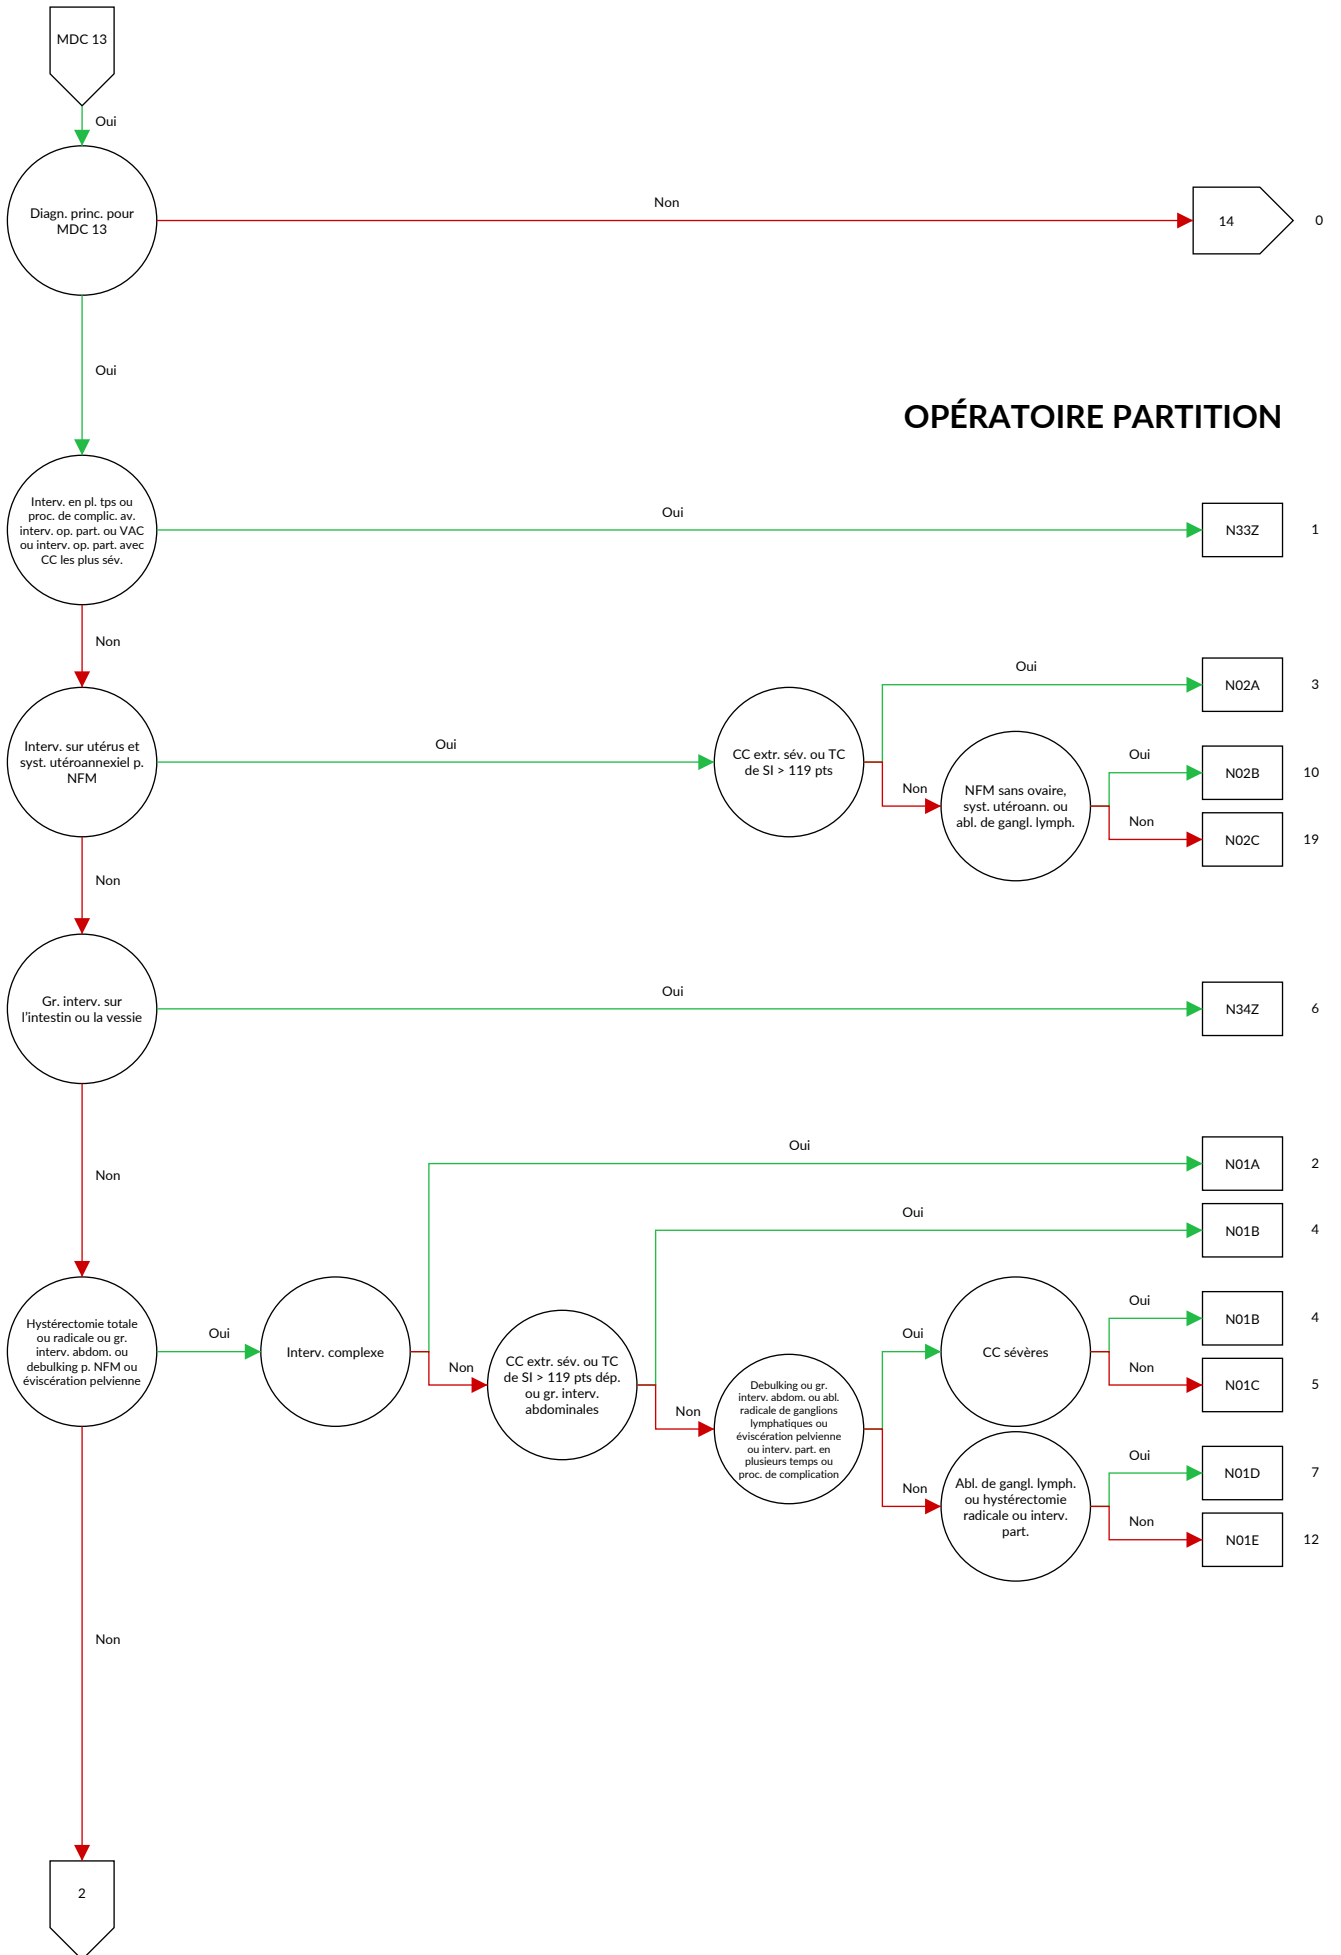 MDC 13
Oui
Diagn. princ. pour
MDC 13
Non
14
0
Oui
OPÉRATOIRE PARTITION
Interv. en pl. tps ou
proc. de complic. av.
interv. op. part. ou VAC
ou interv. op. part. avec
CC les plus sév.
Oui
N33Z
1
Non
Interv. sur utérus et
syst. utéroannexiel p.
NFM
Oui
CC extr. sév. ou TC
de SI > 119 pts
Oui
N02A
3
Non
NFM sans ovaire,
syst. utéroann. ou
abl. de gangl. lymph.
Oui
N02B
10
Non
N02C
19
Non
Gr. interv. sur
l'intestin ou la vessie
Oui
N34Z
6
Non
Hystérectomie totale
ou radicale ou gr.
interv. abdom. ou
debulking p. NFM ou
éviscération pelvienne
Oui
Interv. complexe
Oui
N01A
2
Non
CC extr. sév. ou TC
de SI > 119 pts dép.
ou gr. interv.
abdominales
Oui
N01B
4
Non
Debulking ou gr.
interv. abdom. ou abl.
radicale de ganglions
lymphatiques ou
éviscération pelvienne
ou interv. part. en
plusieurs temps ou
proc. de complication
Oui
CC sévères
Oui
N01B
4
Non
N01C
5
Non
Abl. de gangl. lymph.
ou hystérectomie
radicale ou interv.
part.
Oui
N01D
7
Non
N01E
12
Non
2